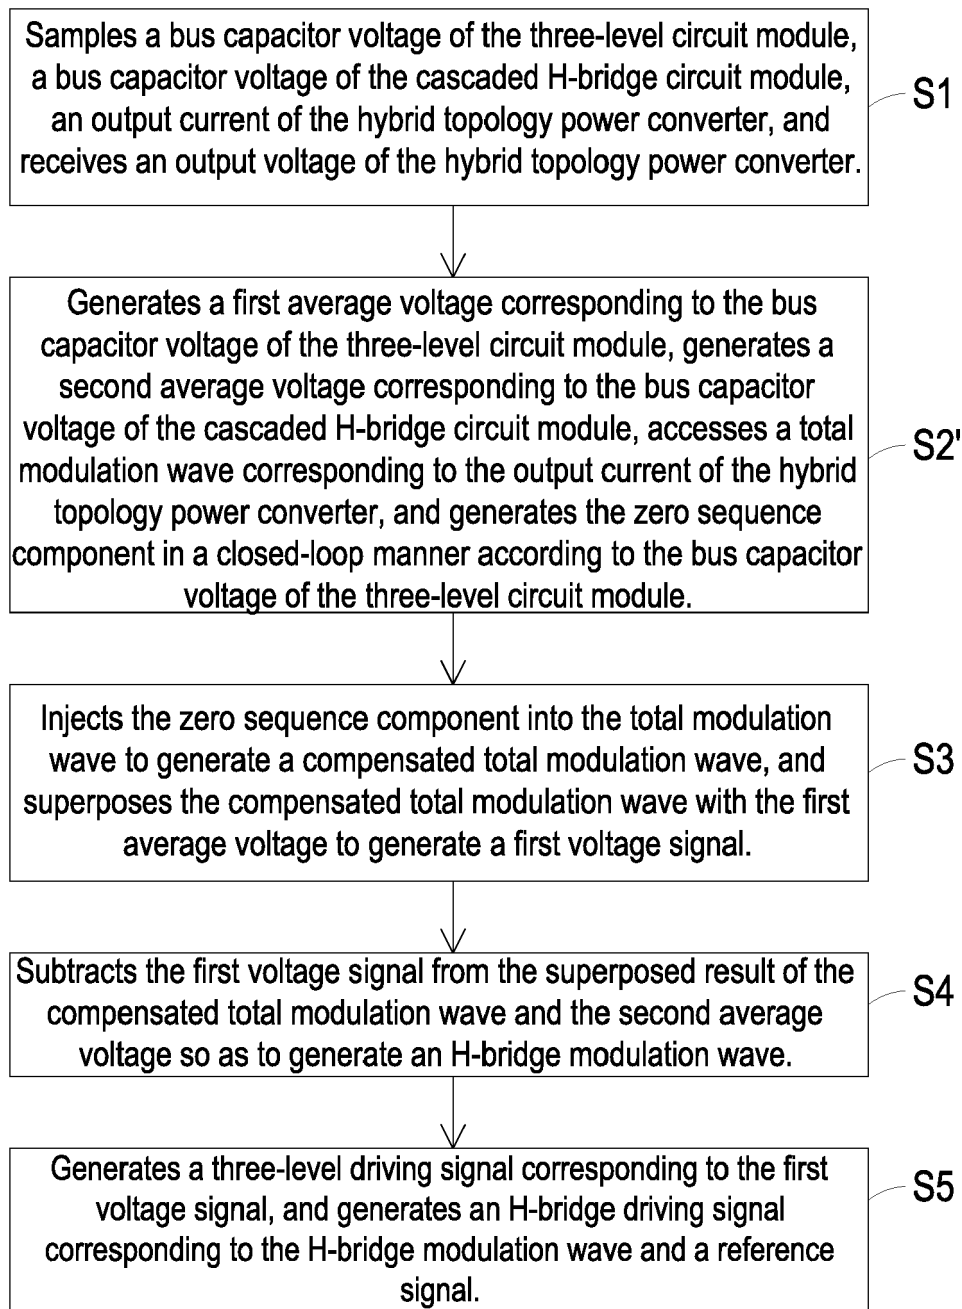 Samples a bus capacitor voltage of the three-level circuit module,
a bus capacitor voltage of the cascaded H-bridge circuit module,
an output current of the hybrid topology power converter, and
receives an output voltage of the hybrid topology power converter.
S1
Generates a first average voltage corresponding to the bus
capacitor voltage of the three-level circuit module, generates a
second average voltage corresponding to the bus capacitor
voltage of the cascaded H-bridge circuit module, accesses a total
modulation wave corresponding to the output current of the hybrid
topology power converter, and generates the zero sequence
component in a closed-loop manner according to the bus capacitor
voltage of the three-level circuit module.
S2'
Injects the zero sequence component into the total modulation
wave to generate a compensated total modulation wave, and
superposes the compensated total modulation wave with the first
average voltage to generate a first voltage signal.
S3
Subtracts the first voltage signal from the superposed result of the
compensated total modulation wave and the second average
voltage so as to generate an H-bridge modulation wave.
S4
Generates a three-level driving signal corresponding to the first
voltage signal, and generates an H-bridge driving signal
corresponding to the H-bridge modulation wave and a reference
signal.
S5